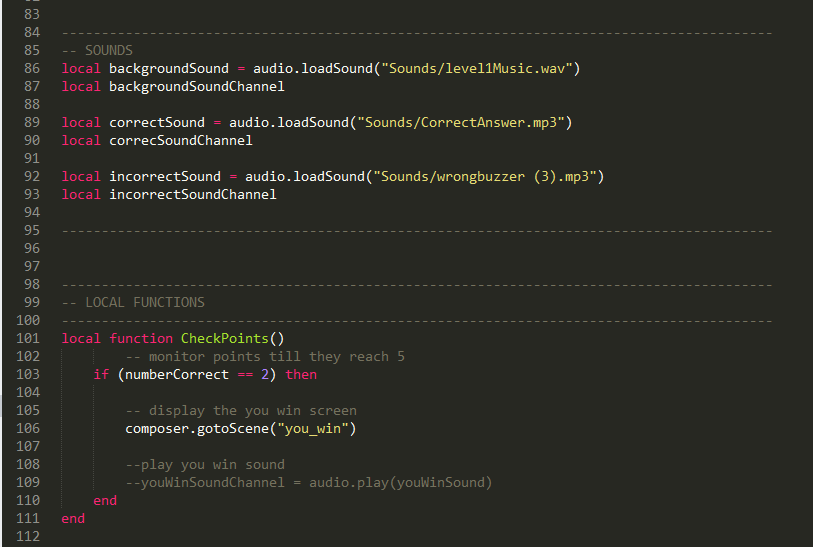 83
84 -----------------------------------------------------------------------------------------
85 -- SOUNDS
86 local backgroundSound = audio.loadSound("Sounds/level1Music.wav")
87 local backgroundSoundChannel
88
89 local correctSound = audio.loadSound("Sounds/CorrectAnswer.mp3")
90 local correcSoundChannel
91
92 local incorrectSound = audio.loadSound("Sounds/wrongbuzzer (3).mp3")
93 local incorrectSoundChannel
94
95 -----------------------------------------------------------------------------------------
96
97
98 -----------------------------------------------------------------------------------------
99 -- LOCAL FUNCTIONS
100 -----------------------------------------------------------------------------------------
101 local function CheckPoints()
102         -- monitor points till they reach 5
103     if (numberCorrect == 2) then
104
105         -- display the you win screen
106         composer.gotoScene("you_win")
107
108         --play you win sound
109         --youWinSoundChannel = audio.play(youWinSound)
110     end
111 end
112